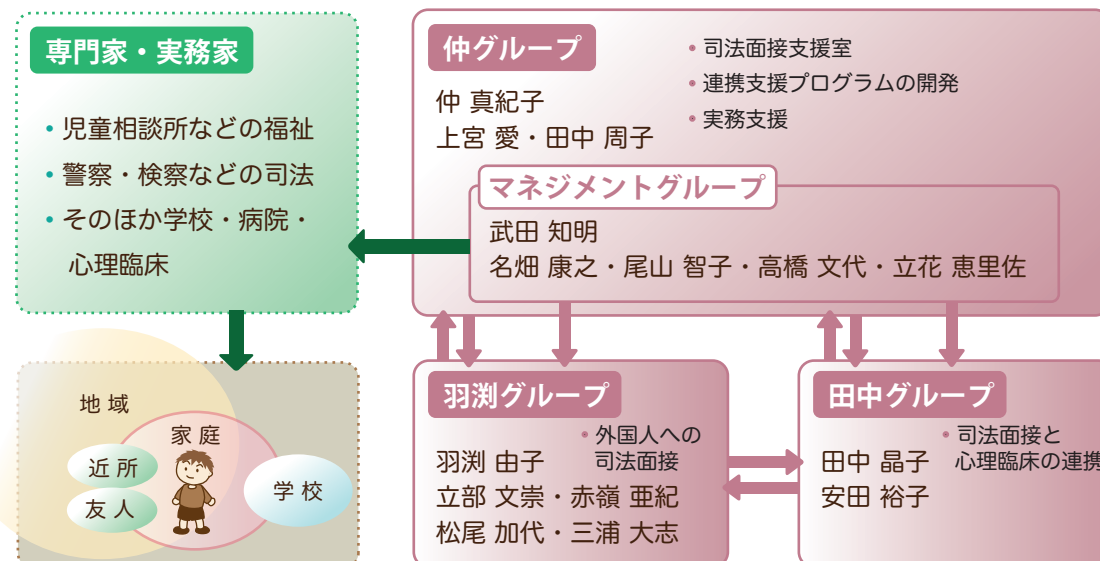 専門家・実務家
・児童相談所などの福祉
・警察・検察などの司法
・そのほか学校・病院・
心理臨床
仲グループ
仲 真紀子
上宮 愛・田中 周子
・司法面接支援室
・連携支援プログラムの開発
・実務支援
マネジメントグループ
武田 知明
名畑 康之・尾山 智子・高橋 文代・立花 恵里佐
地域
家庭
近所
友人
学校
羽渕グループ
・外国人への
司法面接
羽渕 由子
立部 文崇・赤嶺 亜紀
松尾 加代・三浦 大志
田中グループ
・司法面接と
心理臨床の連携
田中 晶子
安田 裕子